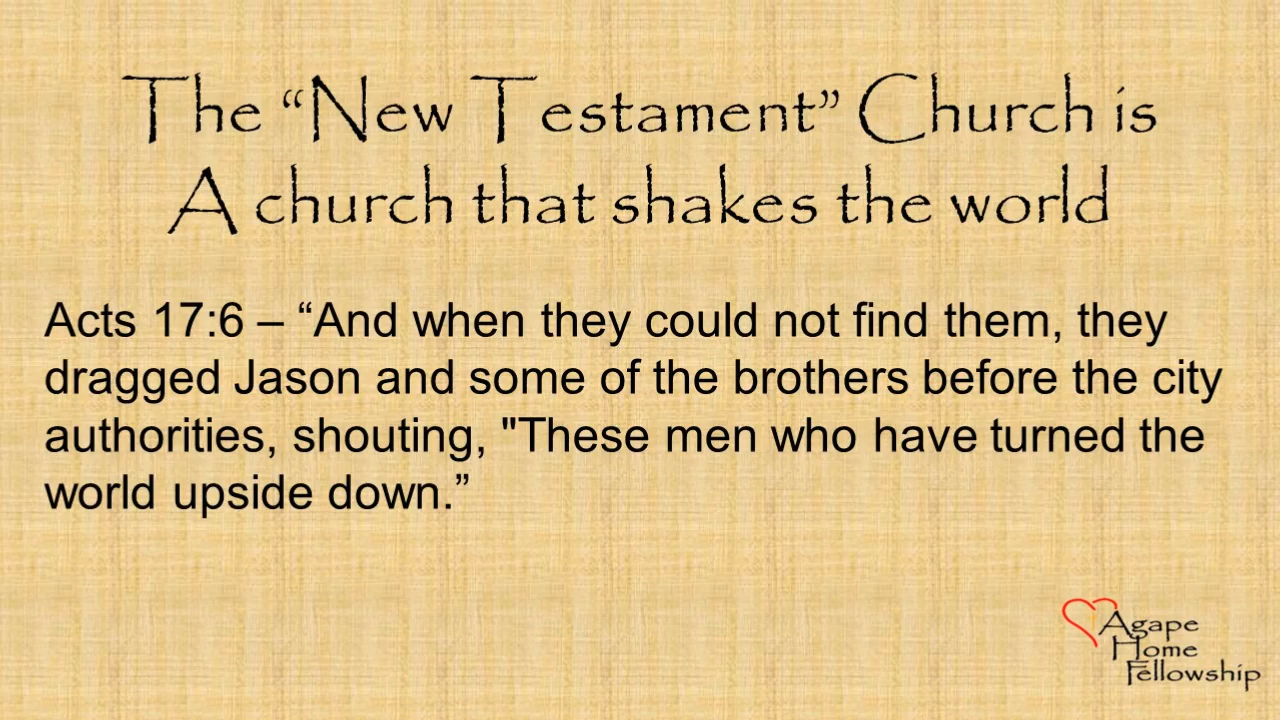 The “New Testament” Church is
A church that shakes the world
Acts 17:6 – “And when they could not find them, they
dragged Jason and some of the brothers before the city
authorities, shouting, "These men who have turned the
world upside down.”
Agape
Home
Fellowship